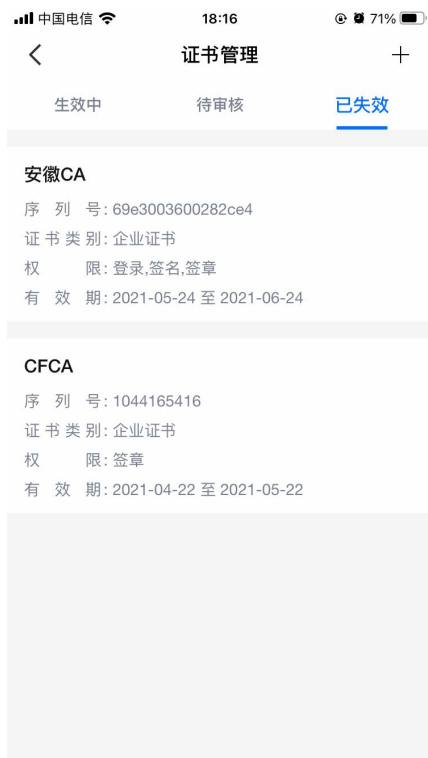 中国电信 18:16 71%
证书管理
生效中 待审核 已失效
安徽CA
序列号: 69e3003600282ce4
证书类别: 企业证书
权限: 登录,签名,签章
有效期: 2021-05-24 至 2021-06-24
CFCA
序列号: 1044165416
证书类别: 企业证书
权限: 签章
有效期: 2021-04-22 至 2021-05-22